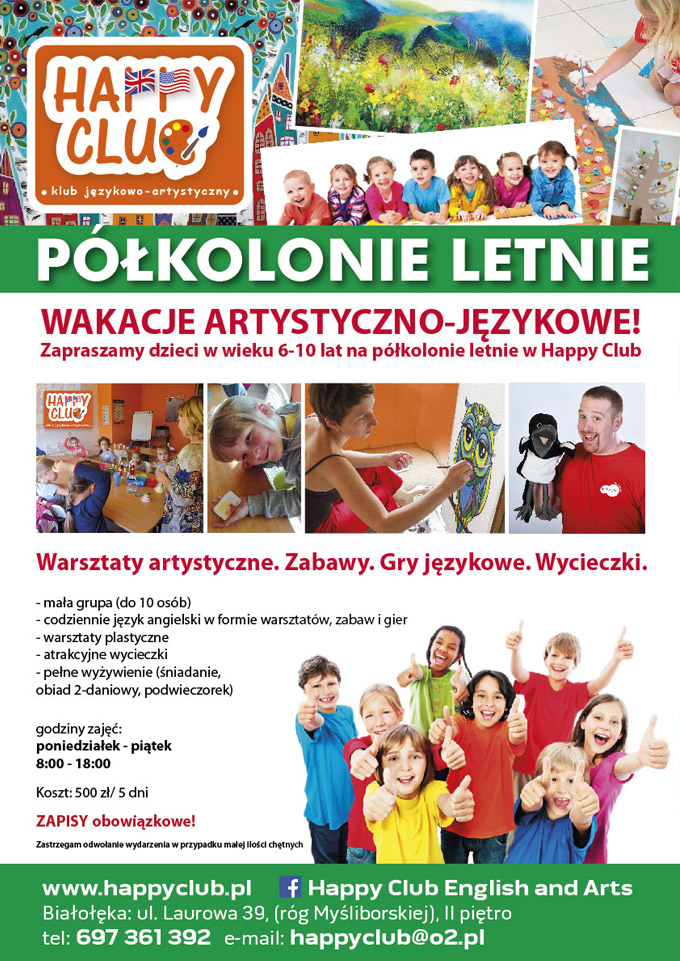 HAPPY
CLUB
• klub językowo-artystyczny •
PÓŁKOLONIE LETNIE
WAKACJE ARTYSTYCZNO-JĘZYKOWE!
Zapraszamy dzieci w wieku 6-10 lat na półkolonie letnie w Happy Club
HAPPY
CLUB
Warsztaty artystyczne. Zabawy. Gry językowe. Wycieczki.
- mała grupa (do 10 osób)
- codziennie język angielski w formie warsztatów, zabaw i gier
- warsztaty plastyczne
- atrakcyjne wycieczki
- pełne wyżywienie (śniadanie,
obiad 2-daniowy, podwieczorek)
godziny zajęć:
poniedziałek - piątek
8:00 - 18:00
Koszt: 500 zł/ 5 dni
ZAPISY obowiązkowe!
Zastrzegam odwołanie wydarzenia w przypadku małej ilości chętnych
www.happyclub.pl f Happy Club English and Arts
Białołęka: ul. Laurowa 39, (róg Myśliborskiej), II piętro
tel: 697 361 392 e-mail: happyclub@o2.pl